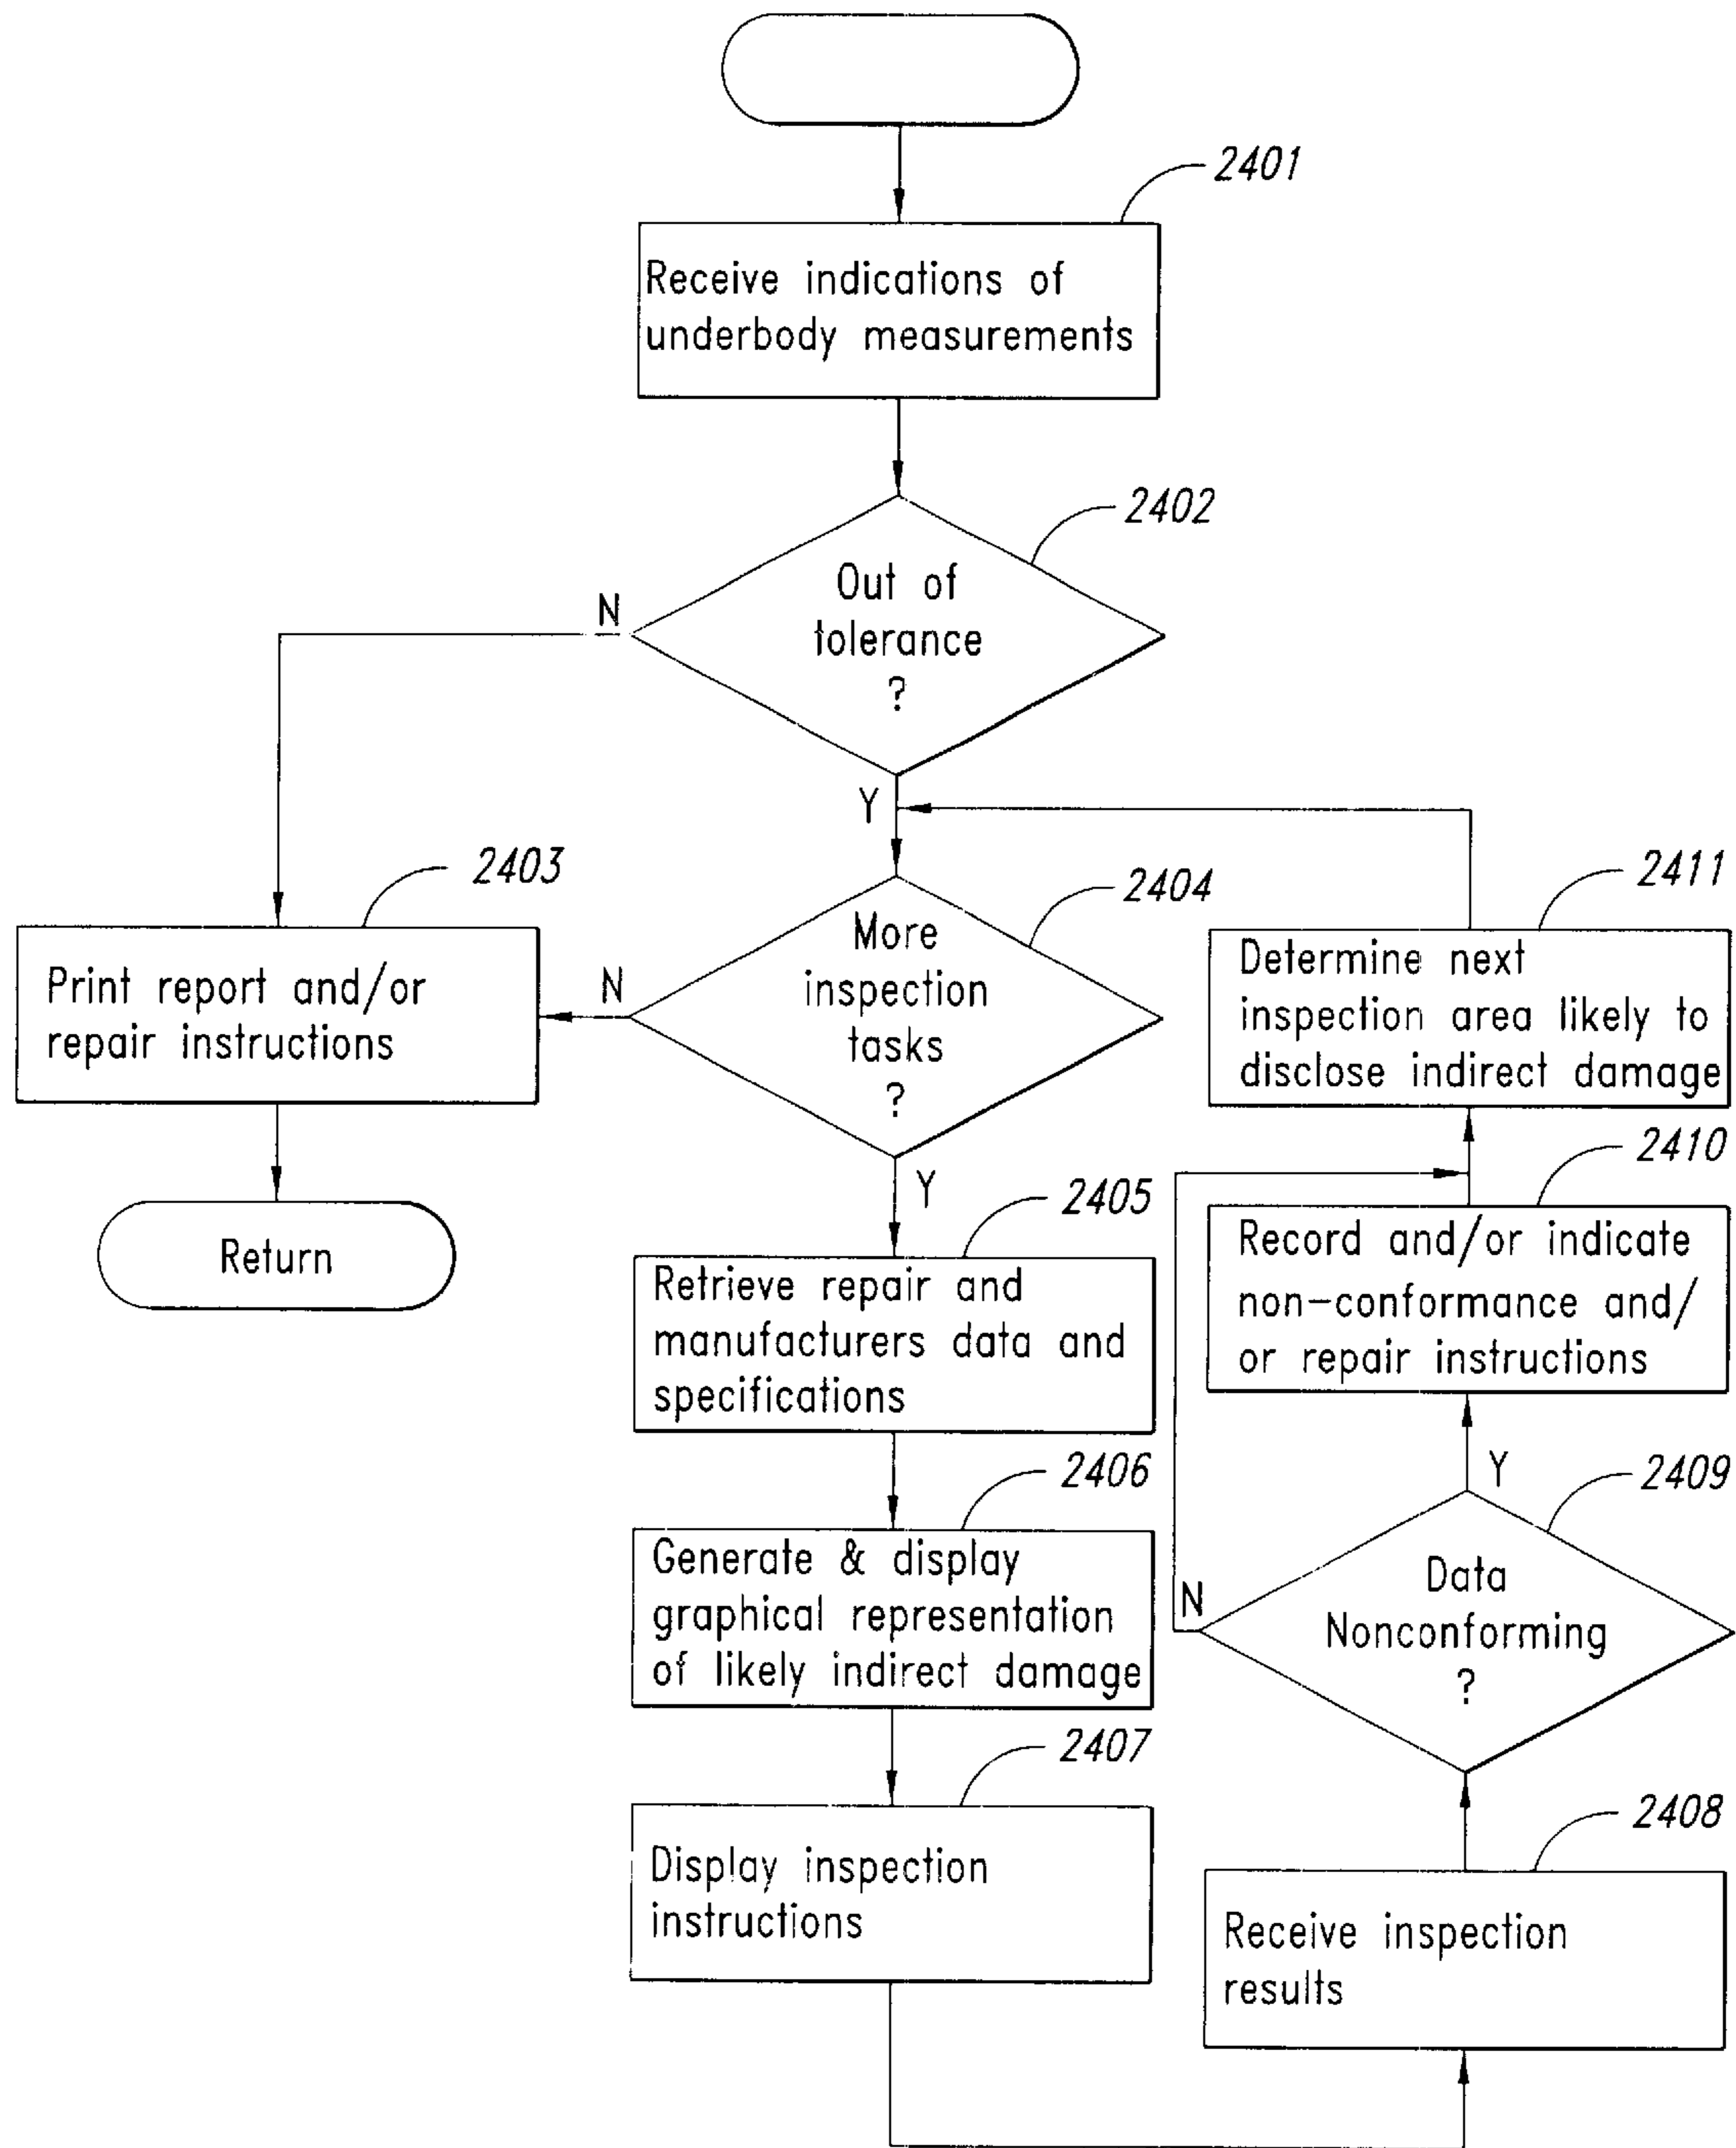 2401
Receive indications of
underbody measurements
2402
Out of
tolerance
?
N
Y
2403
Print report and/or
repair instructions
Return
2404
More
inspection
tasks
?
N
Y
2405
Retrieve repair and
manufacturers data and
specifications
2406
Generate & display
graphical representation
of likely indirect damage
2407
Display inspection
instructions
2408
Receive inspection
results
2409
Data
Nonconforming
?
N
Y
2410
Record and/or indicate
non-conformance and/
or repair instructions
2411
Determine next
inspection area likely to
disclose indirect damage